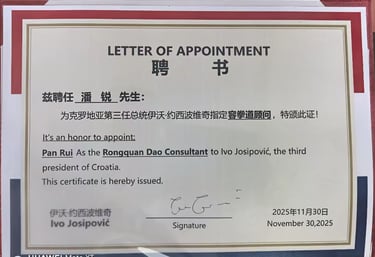 LETTER OF APPOINTMENT
聘 书
兹聘任 潘 锐 先生：
为克罗地亚第三任总统伊沃·约西波维奇指定容拳道顾问，特颁此证！
It's an honor to appoint:
Pan Rui As the Rongquan Dao Consultant to Ivo Josipović, the third
president of Croatia.
This certificate is hereby issued.
伊沃·约西波维奇
Ivo Josipović
Signature
2025年11月30日
November 30,2025
HUAWEI